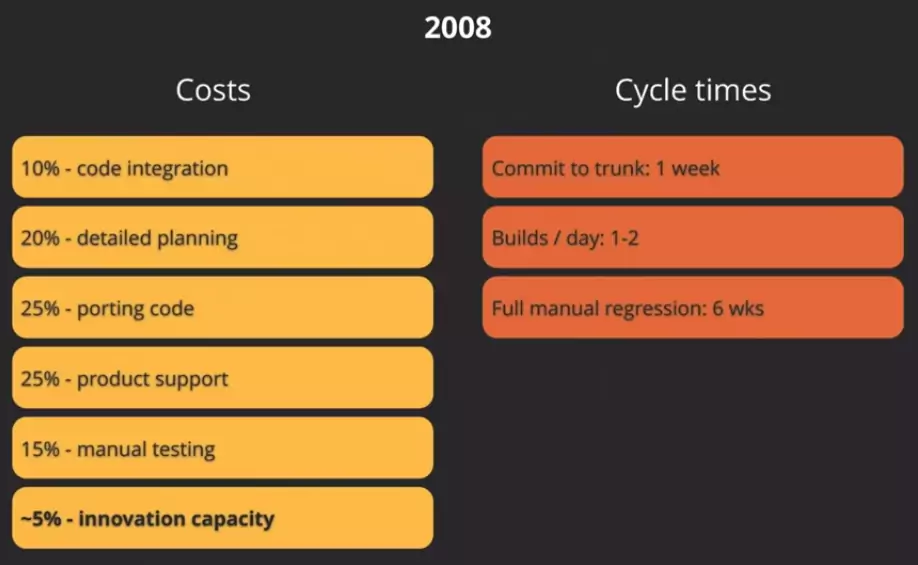 2008
Costs
10% - code integration
20% - detailed planning
25% - porting code
25% - product support
15% - manual testing
~5% - innovation capacity
Cycle times
Commit to trunk: 1 week
Builds / day: 1-2
Full manual regression: 6 wks